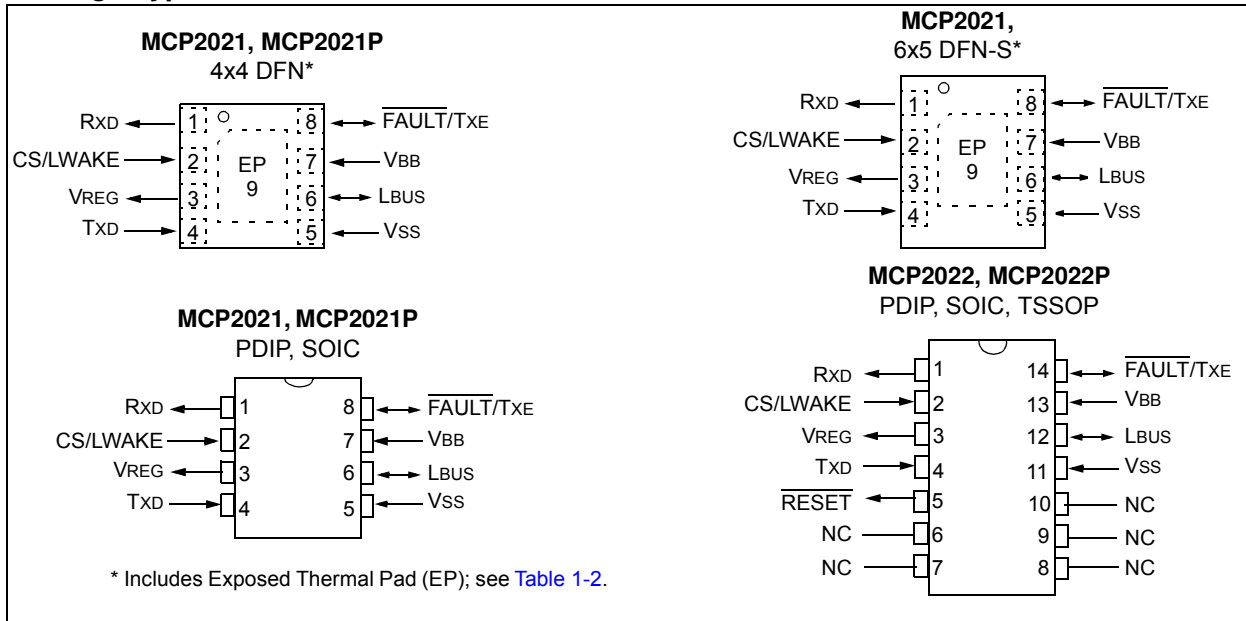 MCP2021, MCP2021P
4x4 DFN*
RXD 1 8 FAULT/TXE
CS/LWAKE 2 EP 7 VBB
VREG 3 9 6 LBUS
TXD 4 5 VSS
MCP2021,
6x5 DFN-S*
RXD 1 8 FAULT/TXE
CS/LWAKE 2 EP 7 VBB
VREG 3 9 6 LBUS
TXD 4 5 VSS
MCP2021, MCP2021P
PDIP, SOIC
RXD 1 8 FAULT/TXE
CS/LWAKE 2 7 VBB
VREG 3 6 LBUS
TXD 4 5 VSS
MCP2022, MCP2022P
PDIP, SOIC, TSSOP
RXD 1 14 FAULT/TXE
CS/LWAKE 2 13 VBB
VREG 3 12 LBUS
TXD 4 11 VSS
RESET 5 10 NC
NC 6 9 NC
NC 7 8 NC
* Includes Exposed Thermal Pad (EP); see Table 1-2.